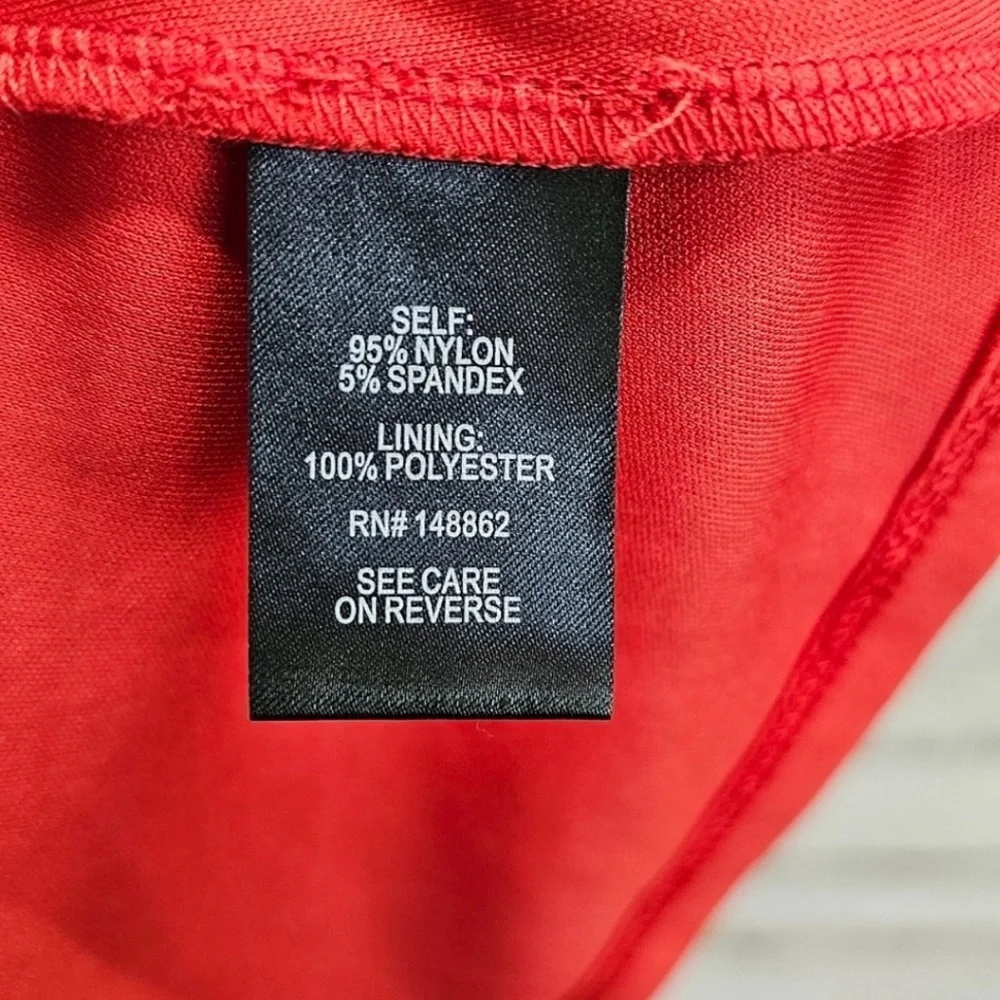 SELF:
95% NYLON
5% SPANDEX
LINING:
100% POLYESTER
RN# 148862
SEE CARE
ON REVERSE